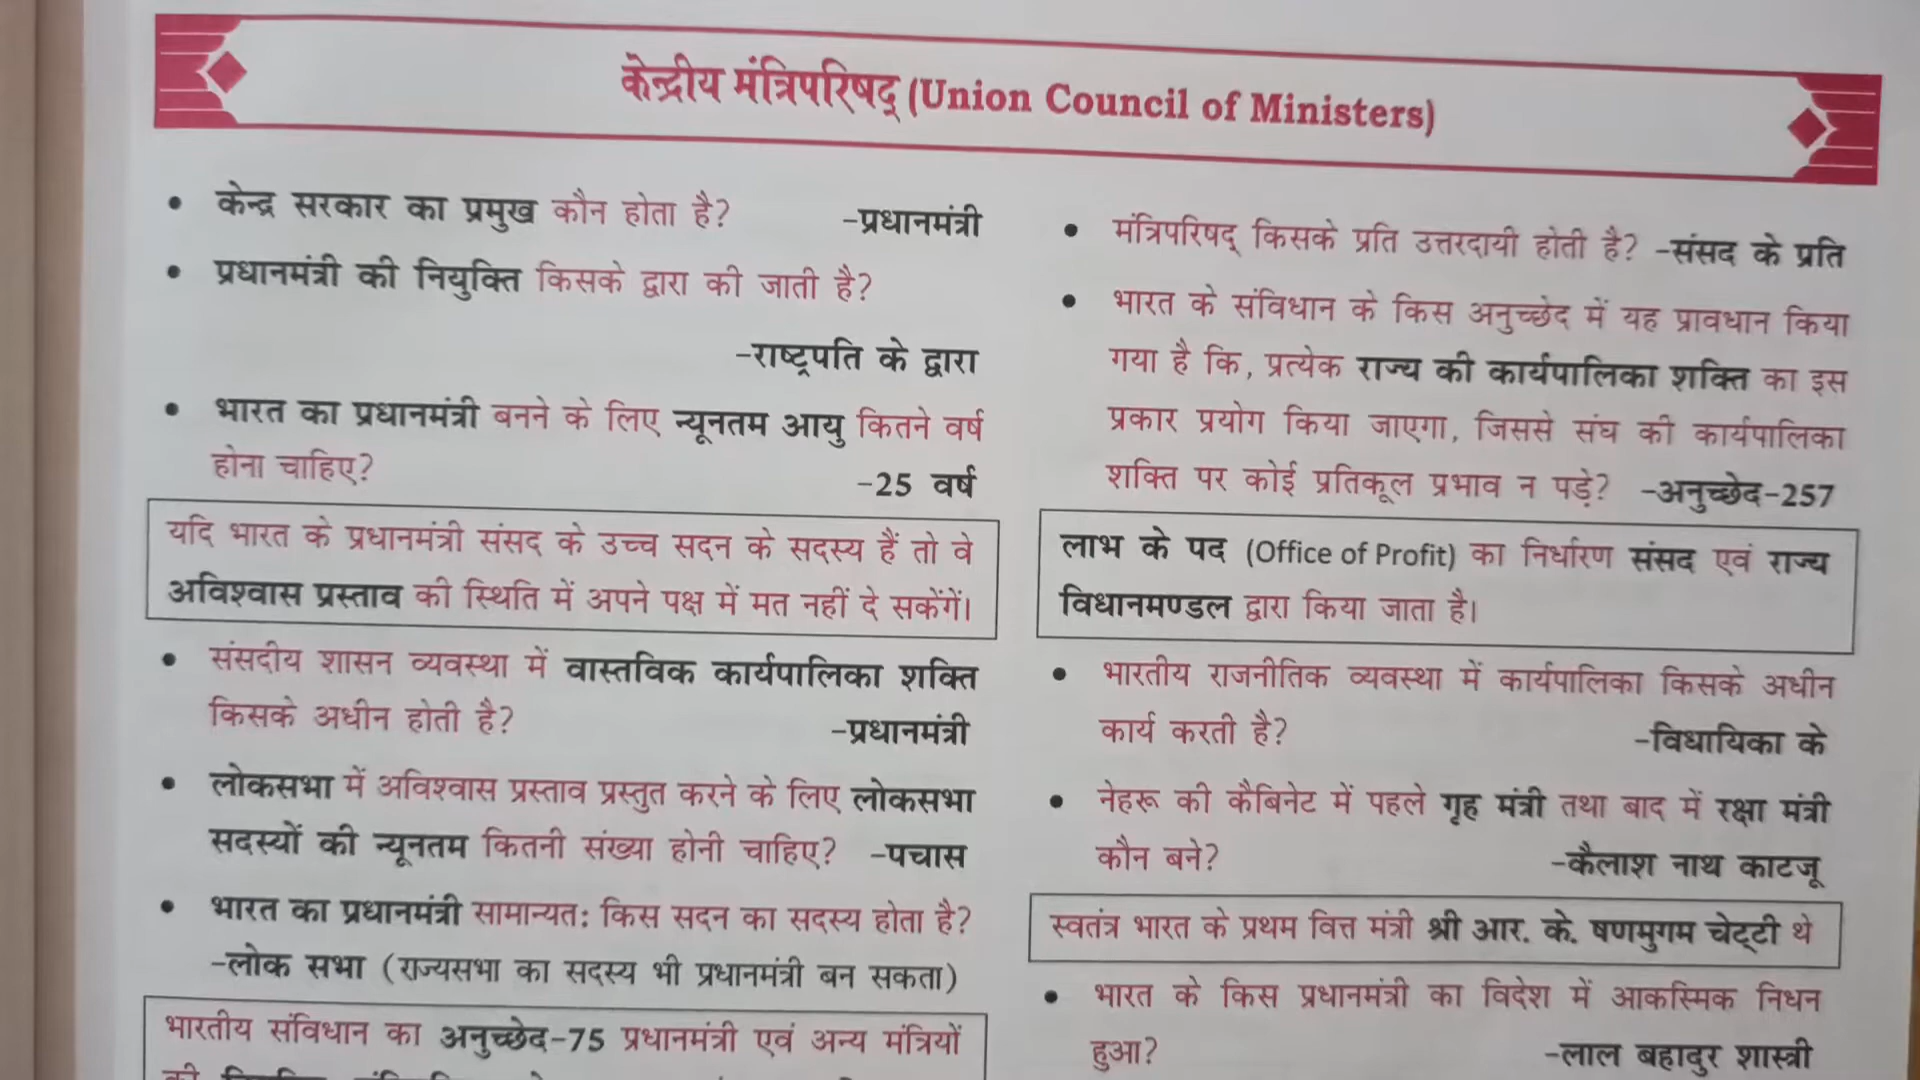 केन्द्रीय मंत्रिपरिषद् (Union Council of Ministers)
• केन्द्र सरकार का प्रमुख कौन होता है? -प्रधानमंत्री
• प्रधानमंत्री की नियुक्ति किसके द्वारा की जाती है?
-राष्ट्रपति के द्वारा
• भारत का प्रधानमंत्री बनने के लिए न्यूनतम आयु कितने वर्ष
होना चाहिए? -25 वर्ष
यदि भारत के प्रधानमंत्री संसद के उच्च सदन के सदस्य हैं तो वे
अविश्वास प्रस्ताव की स्थिति में अपने पक्ष में मत नहीं दे सकेंगें।
• संसदीय शासन व्यवस्था में वास्तविक कार्यपालिका शक्ति
किसके अधीन होती है? -प्रधानमंत्री
• लोकसभा में अविश्वास प्रस्ताव प्रस्तुत करने के लिए लोकसभा
सदस्यों की न्यूनतम कितनी संख्या होनी चाहिए? -पचास
• भारत का प्रधानमंत्री सामान्यतः किस सदन का सदस्य होता है?
-लोक सभा (राज्यसभा का सदस्य भी प्रधानमंत्री बन सकता)
भारतीय संविधान का अनुच्छेद-75 प्रधानमंत्री एवं अन्य मंत्रियों
• मंत्रिपरिषद् किसके प्रति उत्तरदायी होती है? -संसद के प्रति
• भारत के संविधान के किस अनुच्छेद में यह प्रावधान किया
गया है कि, प्रत्येक राज्य की कार्यपालिका शक्ति का इस
प्रकार प्रयोग किया जाएगा, जिससे संघ की कार्यपालिका
शक्ति पर कोई प्रतिकूल प्रभाव न पड़े? -अनुच्छेद-257
लाभ के पद (Office of Profit) का निर्धारण संसद एवं राज्य
विधानमण्डल द्वारा किया जाता है।
• भारतीय राजनीतिक व्यवस्था में कार्यपालिका किसके अधीन
कार्य करती है? -विधायिका के
• नेहरू की कैबिनेट में पहले गृह मंत्री तथा बाद में रक्षा मंत्री
कौन बने? -कैलाश नाथ काटजू
स्वतंत्र भारत के प्रथम वित्त मंत्री श्री आर. के. षणमुगम चेट्टी थे
• भारत के किस प्रधानमंत्री का विदेश में आकस्मिक निधन
हुआ? -लाल बहादुर शास्त्री